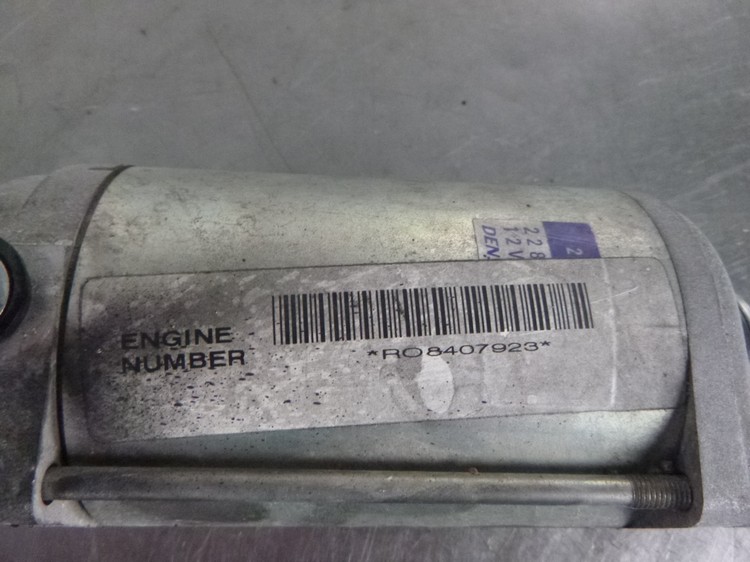 ENGINE
NUMBER
*RO8407923*
2
228
12V
DEN